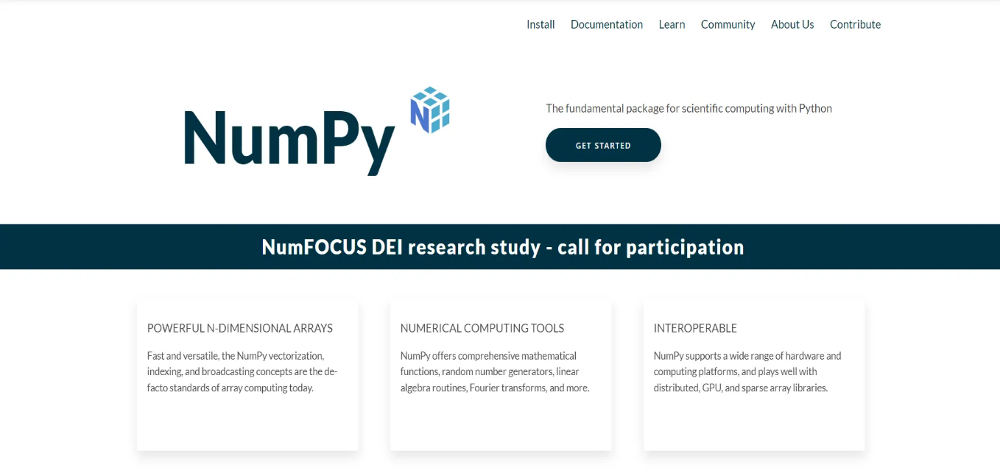 Install Documentation Learn Community About Us Contribute
NumPy
The fundamental package for scientific computing with Python
GET STARTED
NumFOCUS DEI research study - call for participation
POWERFUL N-DIMENSIONAL ARRAYS
Fast and versatile, the NumPy vectorization,
indexing, and broadcasting concepts are the de-
facto standards of array computing today.
NUMERICAL COMPUTING TOOLS
NumPy offers comprehensive mathematical
functions, random number generators, linear
algebra routines, Fourier transforms, and more.
INTEROPERABLE
NumPy supports a wide range of hardware and
computing platforms, and plays well with
distributed, GPU, and sparse array libraries.